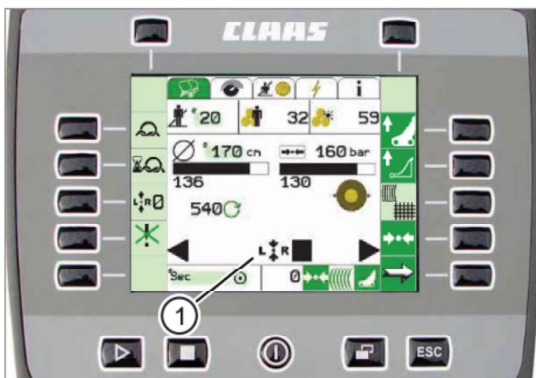 CLAAS
i
20 32 59
170 cm 160 bar
136 130
540
L R 0
L R
Sec 0
1
ESC